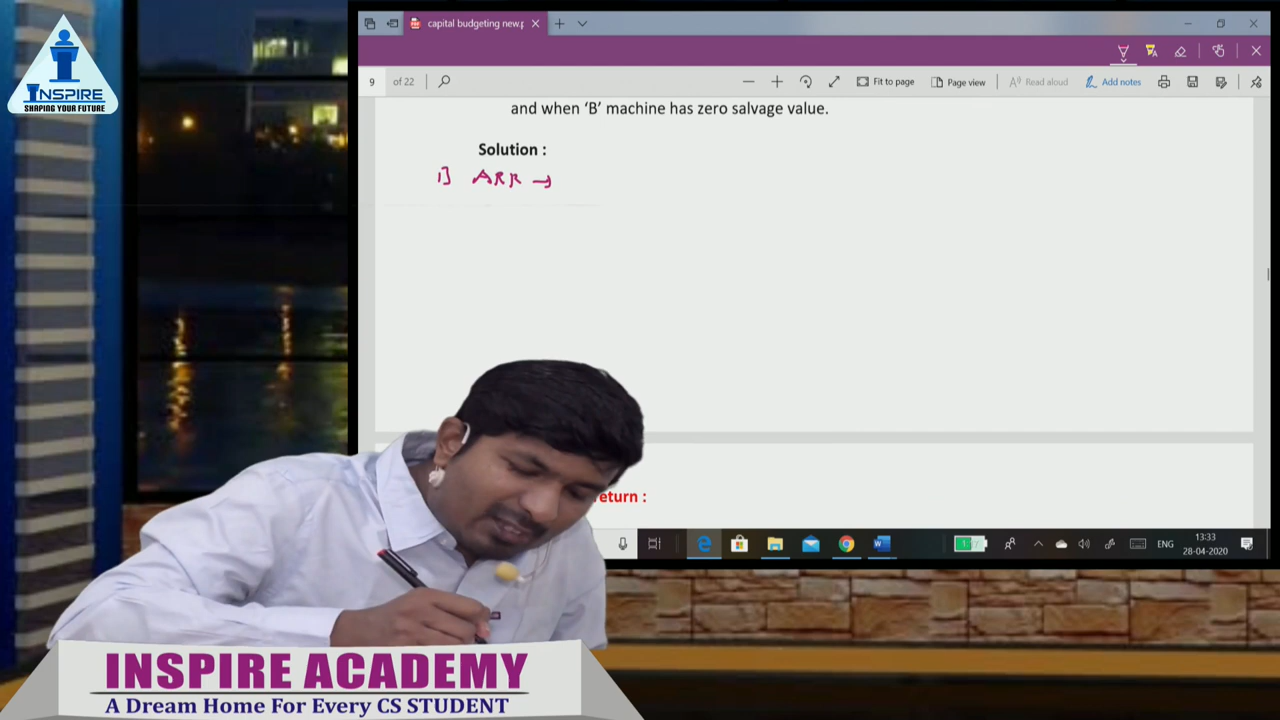 INSPIRE
SHAPING YOUR FUTURE
capital budgeting new.p
9 of 22
Fit to page
Page view
Read aloud
Add notes
and when ‘B’ machine has zero salvage value.
Solution :
1] ARR →
eturn :
ENG
13:33
28-04-2020
INSPIRE ACADEMY
A Dream Home For Every CS STUDENT